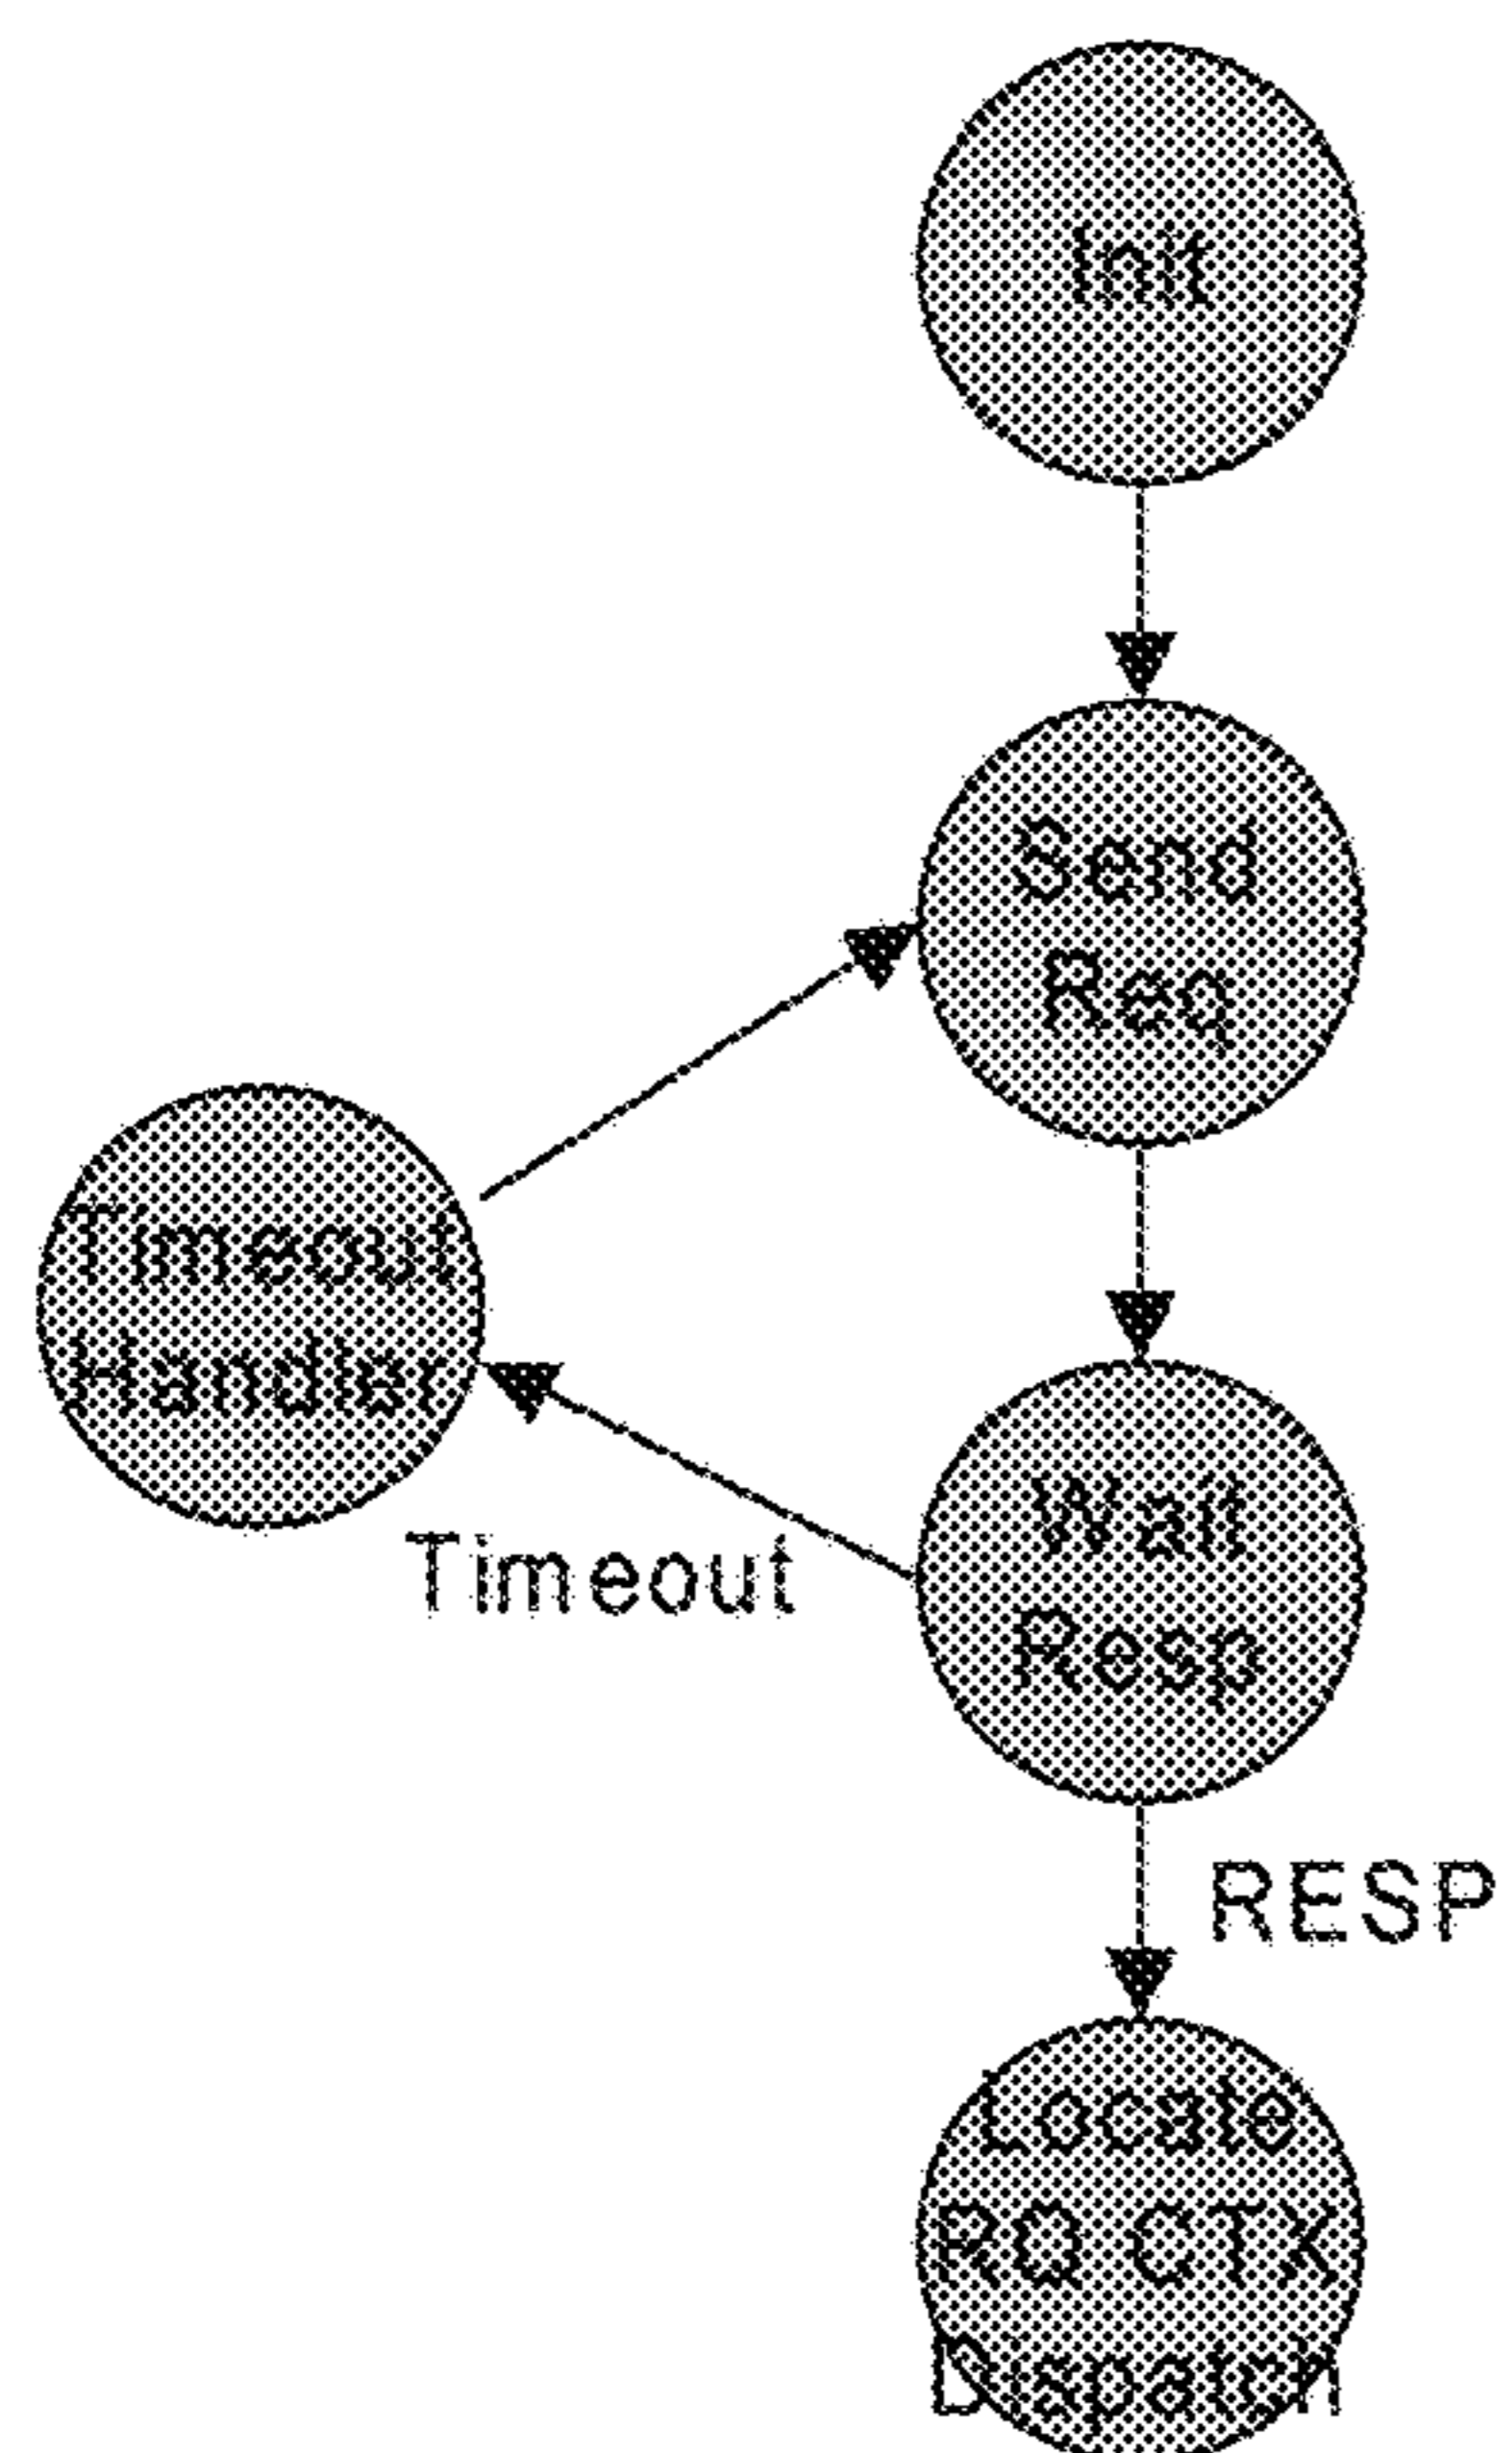 Init
Send
Req
Timeout
Handler
Wait
Resp
Timeout
RESP
Locate
RQ CTX
Dispatch